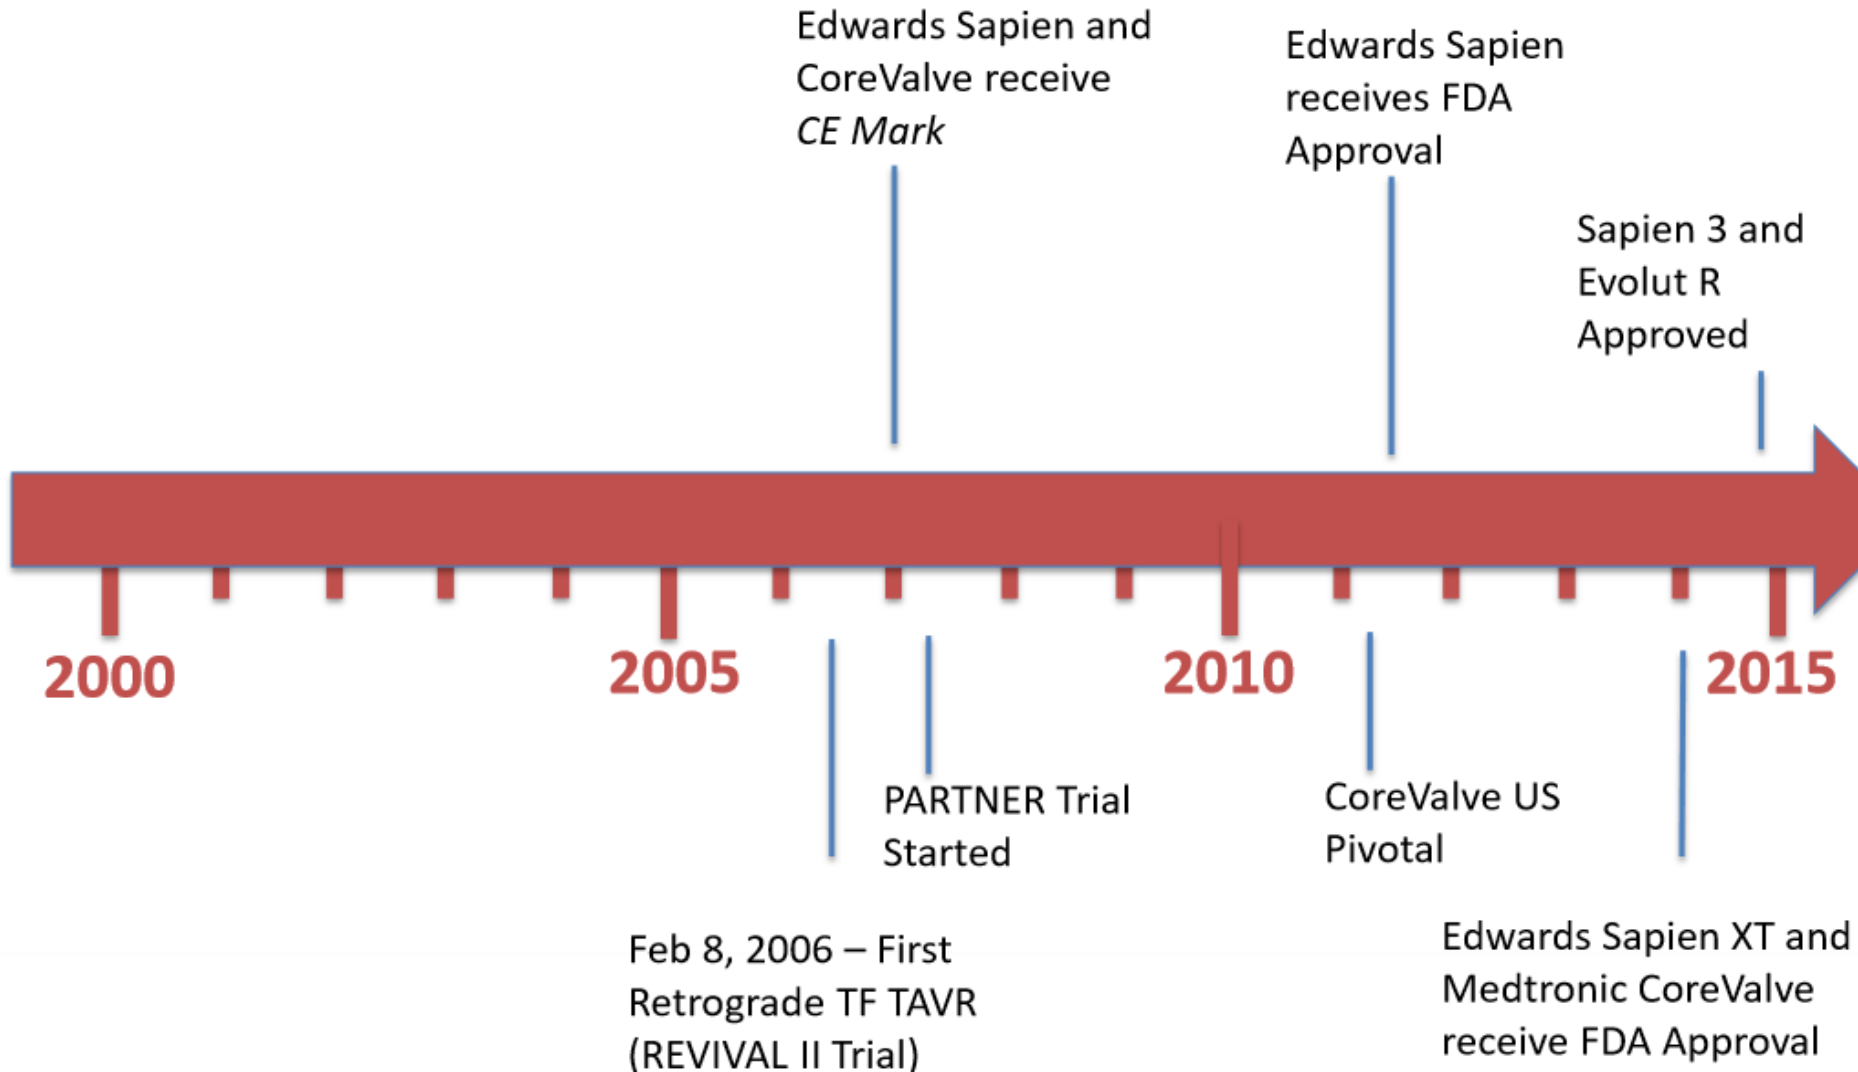 Edwards Sapien and
CoreValve receive
CE Mark
Edwards Sapien
receives FDA
Approval
Sapien 3 and
Evolut R
Approved
2000
2005
2010
2015
PARTNER Trial
Started
CoreValve US
Pivotal
Feb 8, 2006 – First
Retrograde TF TAVR
(REVIVAL II Trial)
Edwards Sapien XT and
Medtronic CoreValve
receive FDA Approval